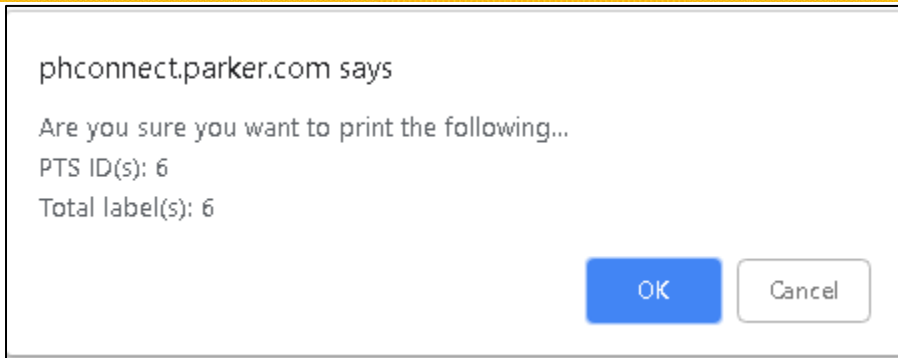 phconnect.parker.com says
Are you sure you want to print the following...
PTS ID(s): 6
Total label(s): 6
OK
Cancel